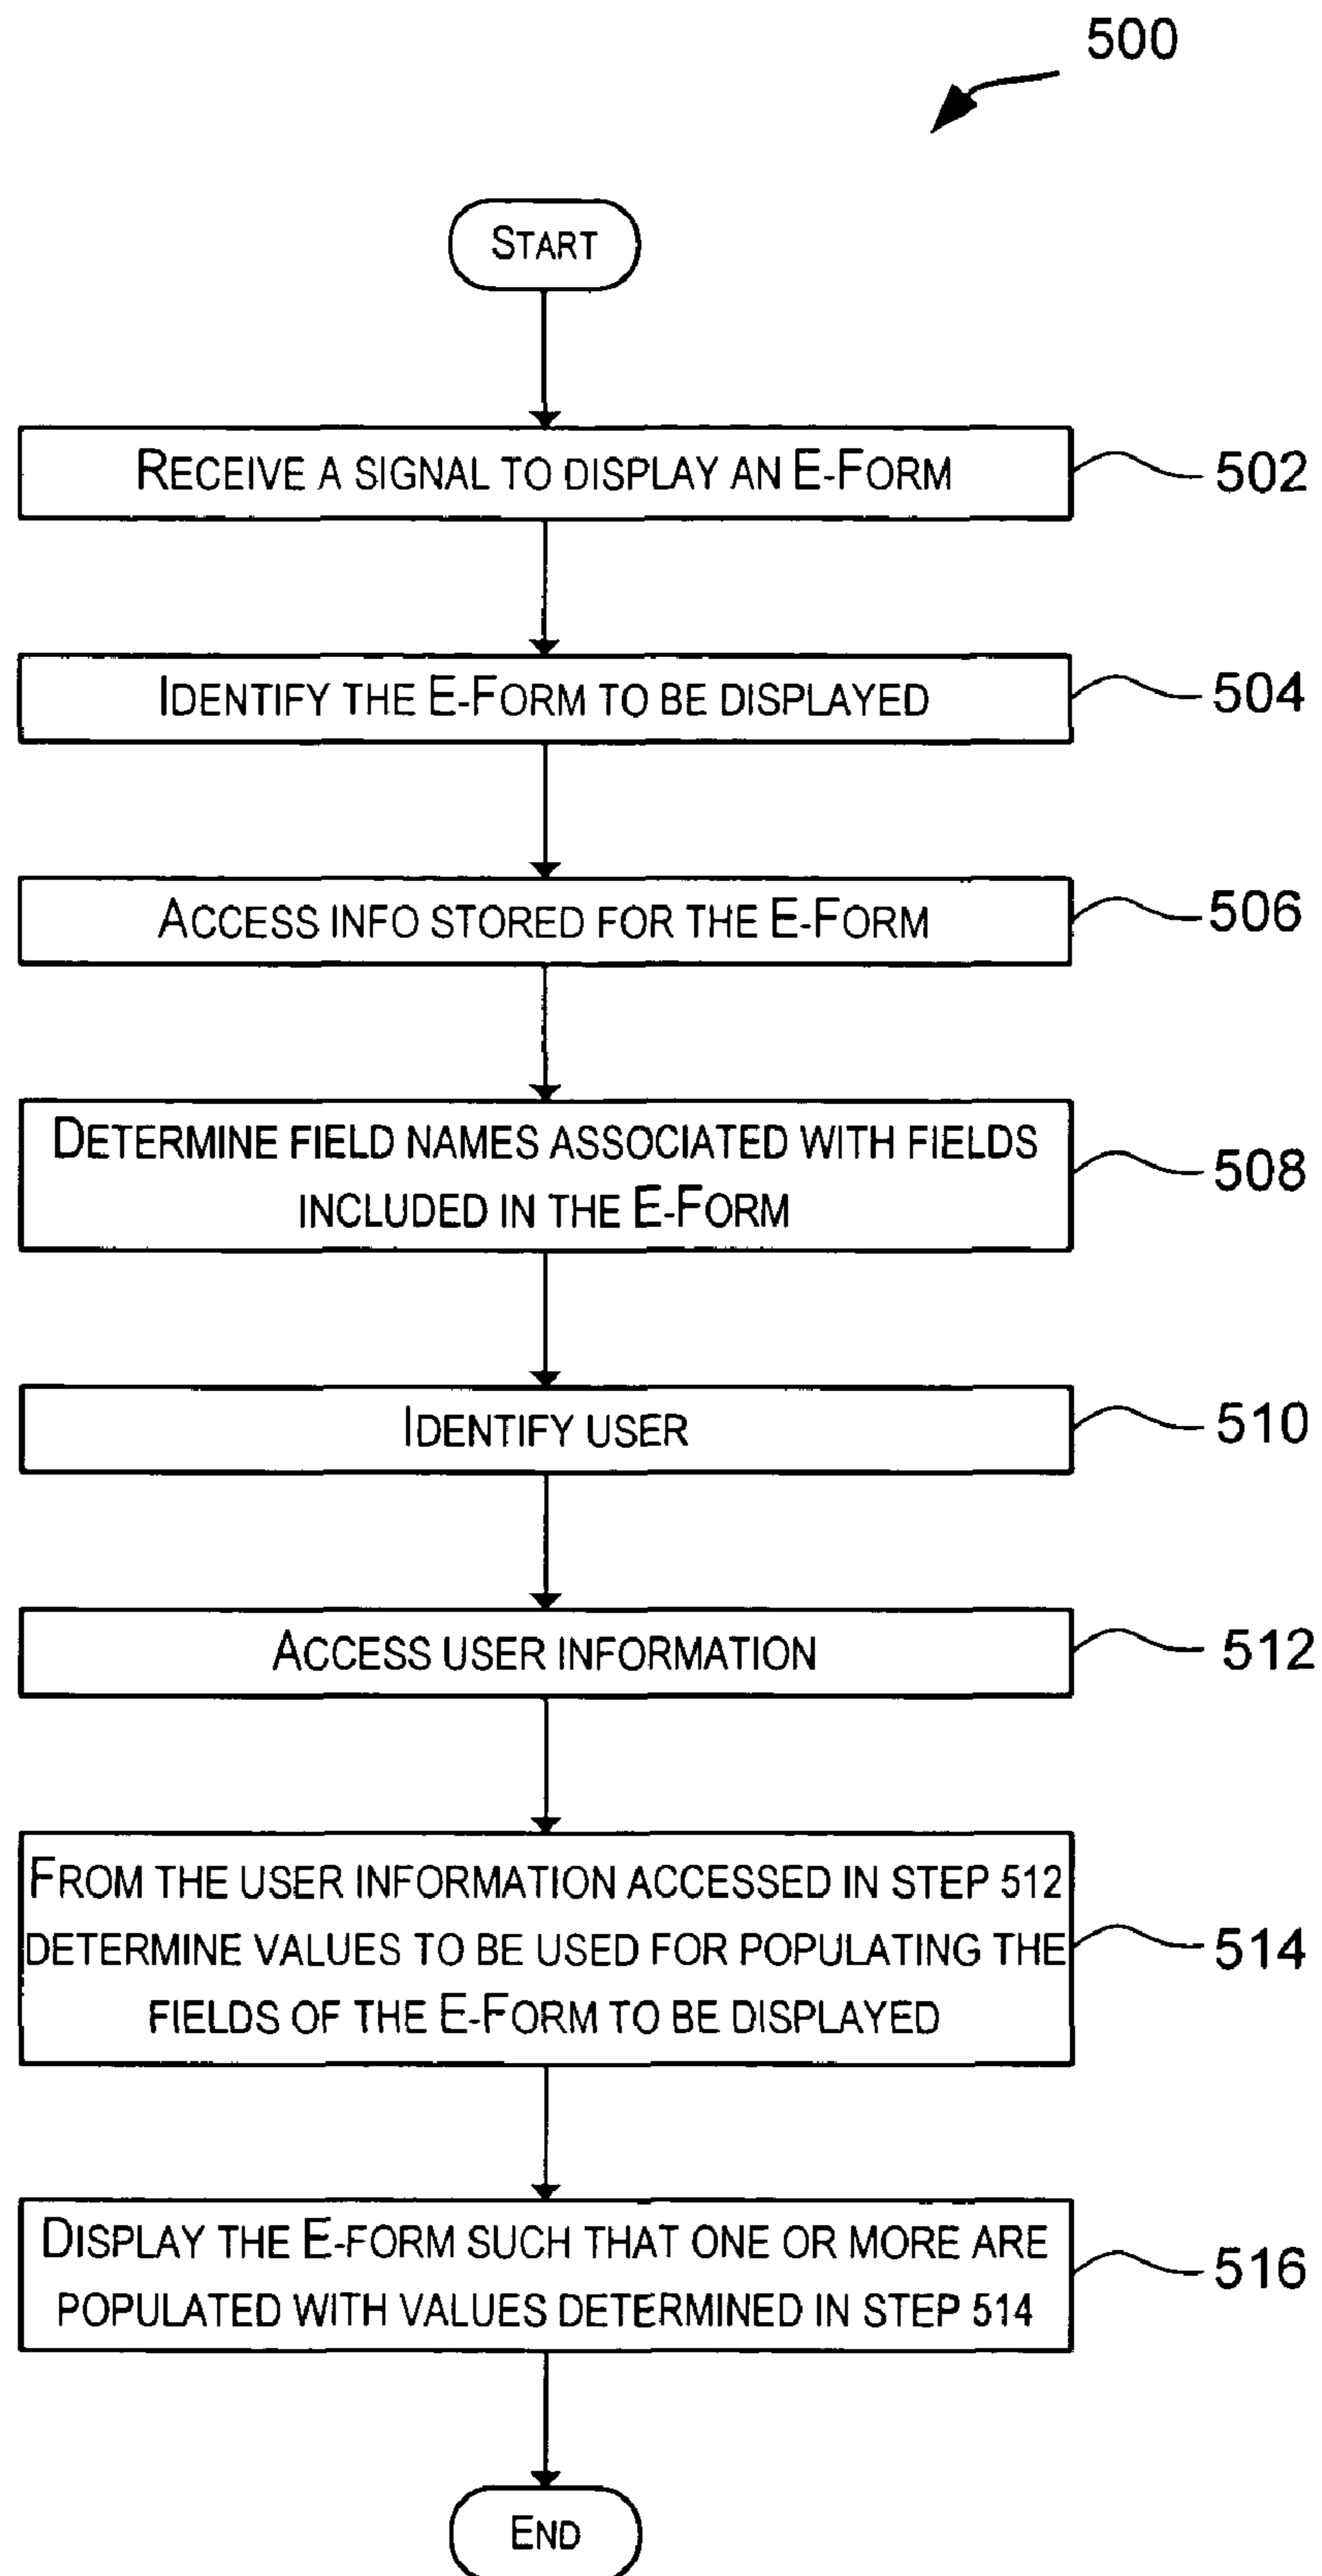 500
START
RECEIVE A SIGNAL TO DISPLAY AN E-FORM
502
IDENTIFY THE E-FORM TO BE DISPLAYED
504
ACCESS INFO STORED FOR THE E-FORM
506
DETERMINE FIELD NAMES ASSOCIATED WITH FIELDS
INCLUDED IN THE E-FORM
508
IDENTIFY USER
510
ACCESS USER INFORMATION
512
FROM THE USER INFORMATION ACCESSED IN STEP 512
DETERMINE VALUES TO BE USED FOR POPULATING THE
FIELDS OF THE E-FORM TO BE DISPLAYED
514
DISPLAY THE E-FORM SUCH THAT ONE OR MORE ARE
POPULATED WITH VALUES DETERMINED IN STEP 514
516
END